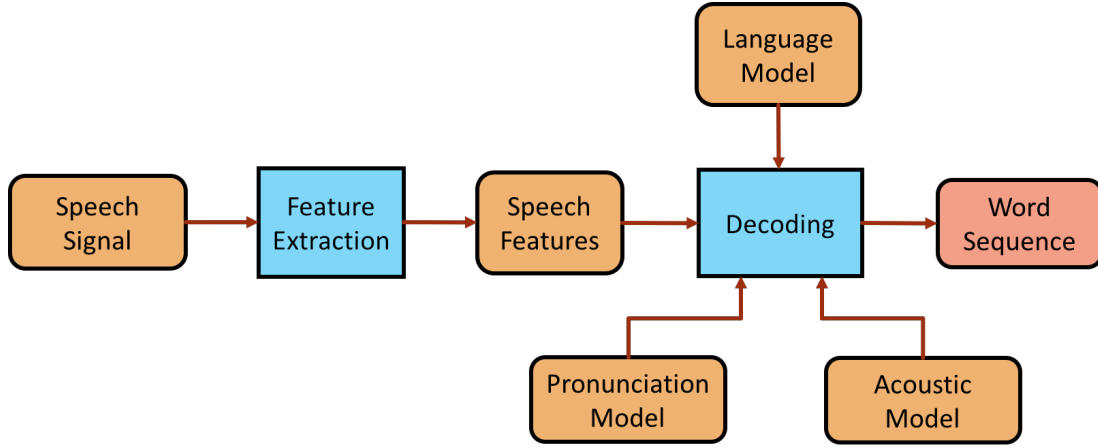 Language
Model
Speech
Signal
Feature
Extraction
Speech
Features
Decoding
Word
Sequence
Pronunciation
Model
Acoustic
Model